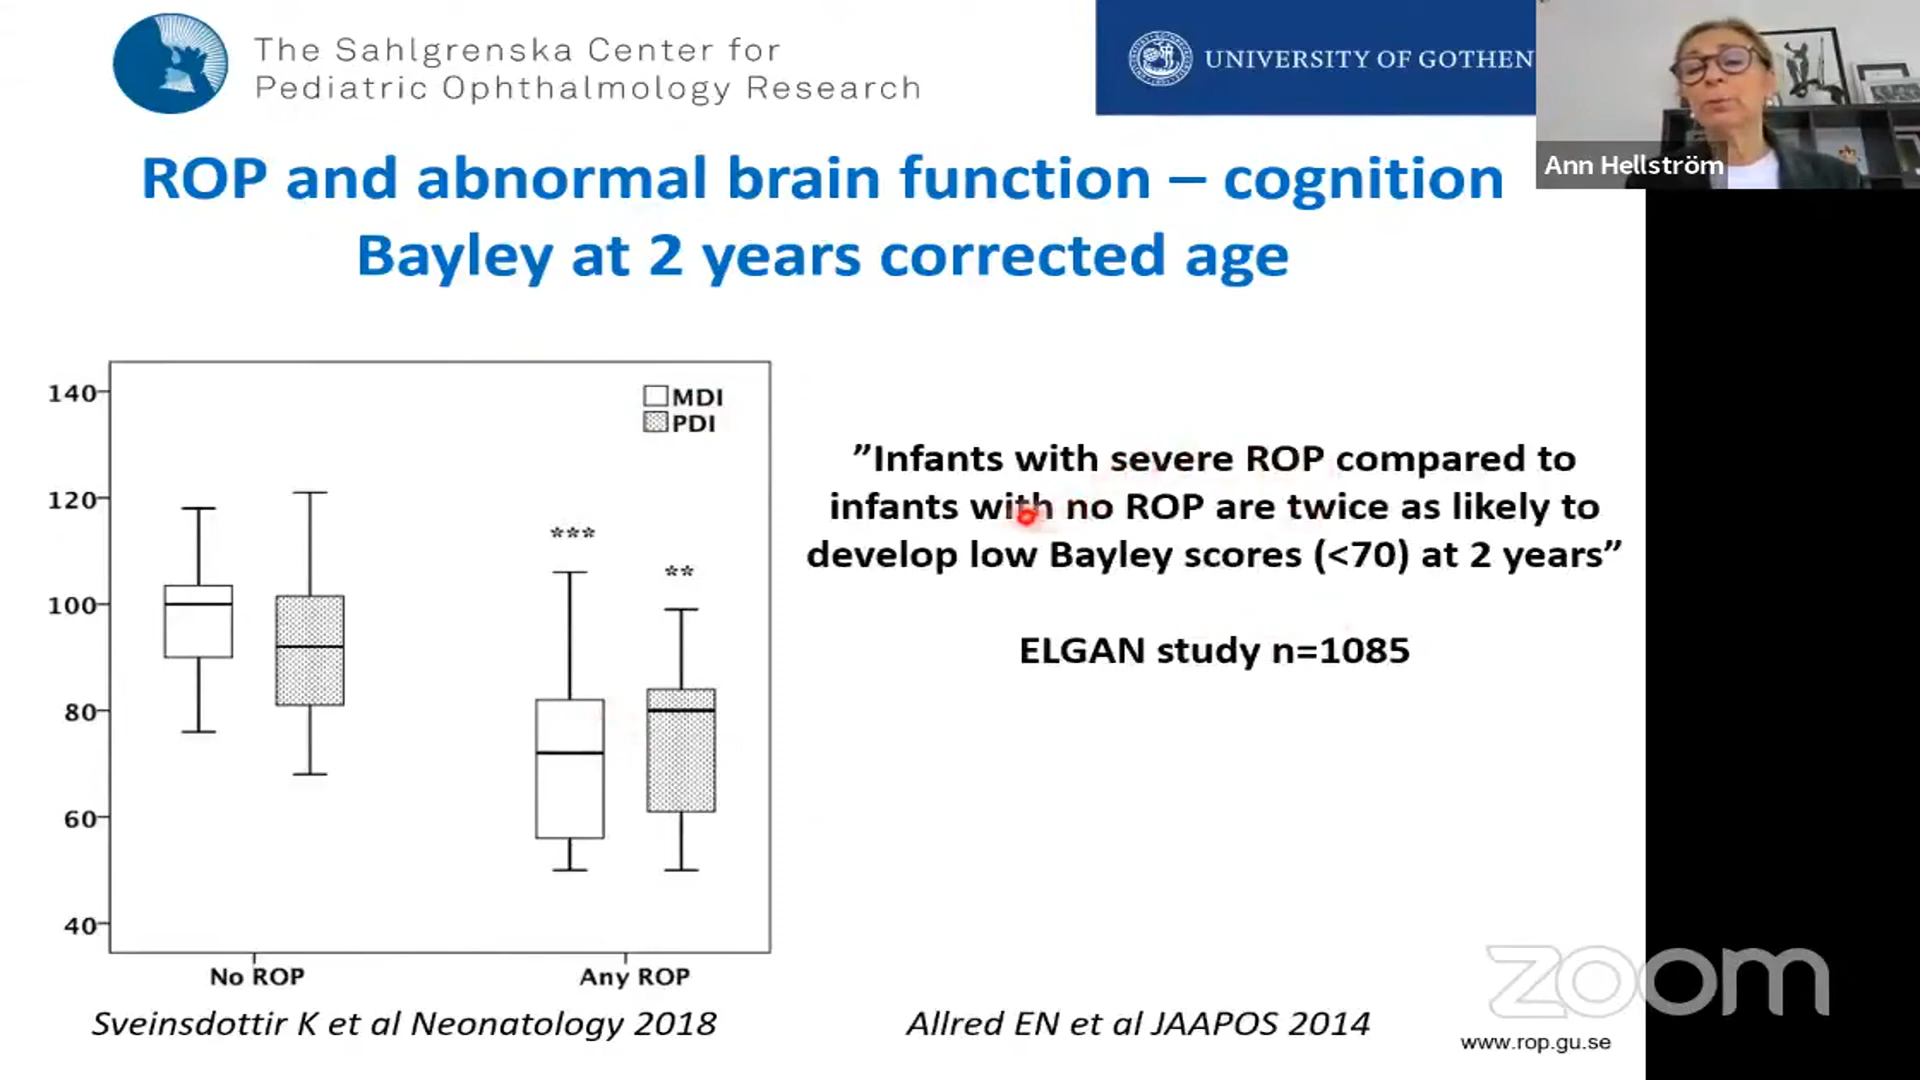 The Sahlgrenska Center for
Pediatric Ophthalmology Research
UNIVERSITY OF GOTHEN
Ann Hellström
ROP and abnormal brain function – cognition
Bayley at 2 years corrected age
140
120
100
80
60
40
MDI
PDI
***
**
No ROP
Any ROP
”Infants with severe ROP compared to
infants with no ROP are twice as likely to
develop low Bayley scores (<70) at 2 years”
ELGAN study n=1085
Sveinsdottir K et al Neonatology 2018
Allred EN et al JAAPOS 2014
zoom
www.rop.gu.se